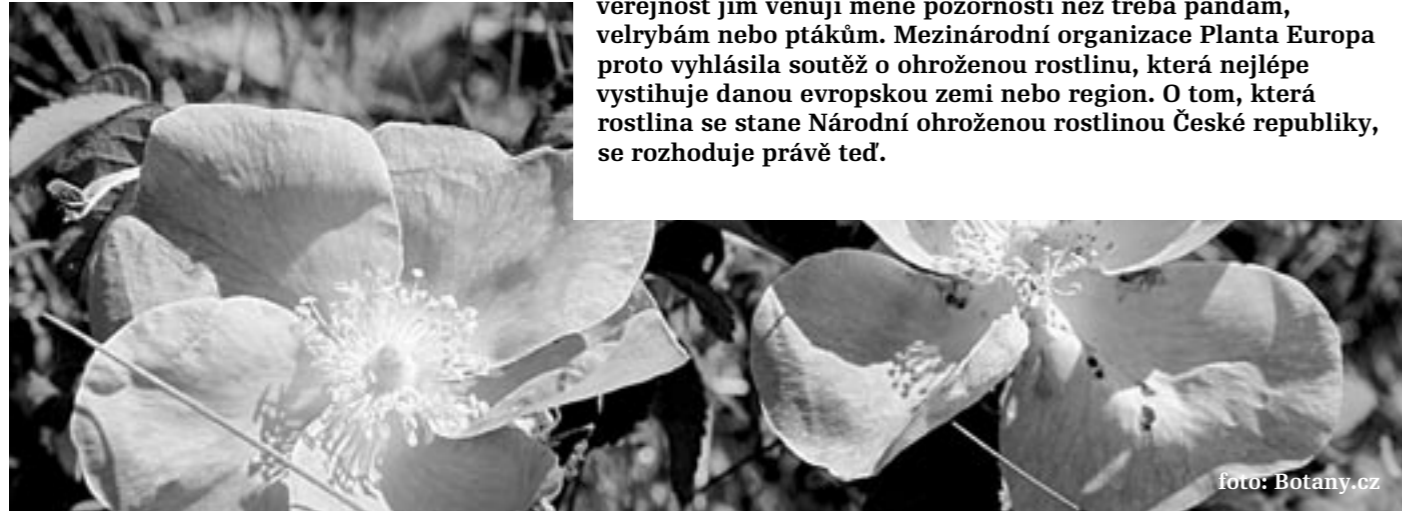 veřejnost jim věnují méně pozornosti než třeba pandám,
velrybám nebo ptákům. Mezinárodní organizace Planta Europa
proto vyhlásila soutěž o ohroženou rostlinu, která nejlépe
vystihuje danou evropskou zemi nebo region. O tom, která
rostlina se stane Národní ohroženou rostlinou České republiky,
se rozhoduje právě teď.
foto: Botany.cz